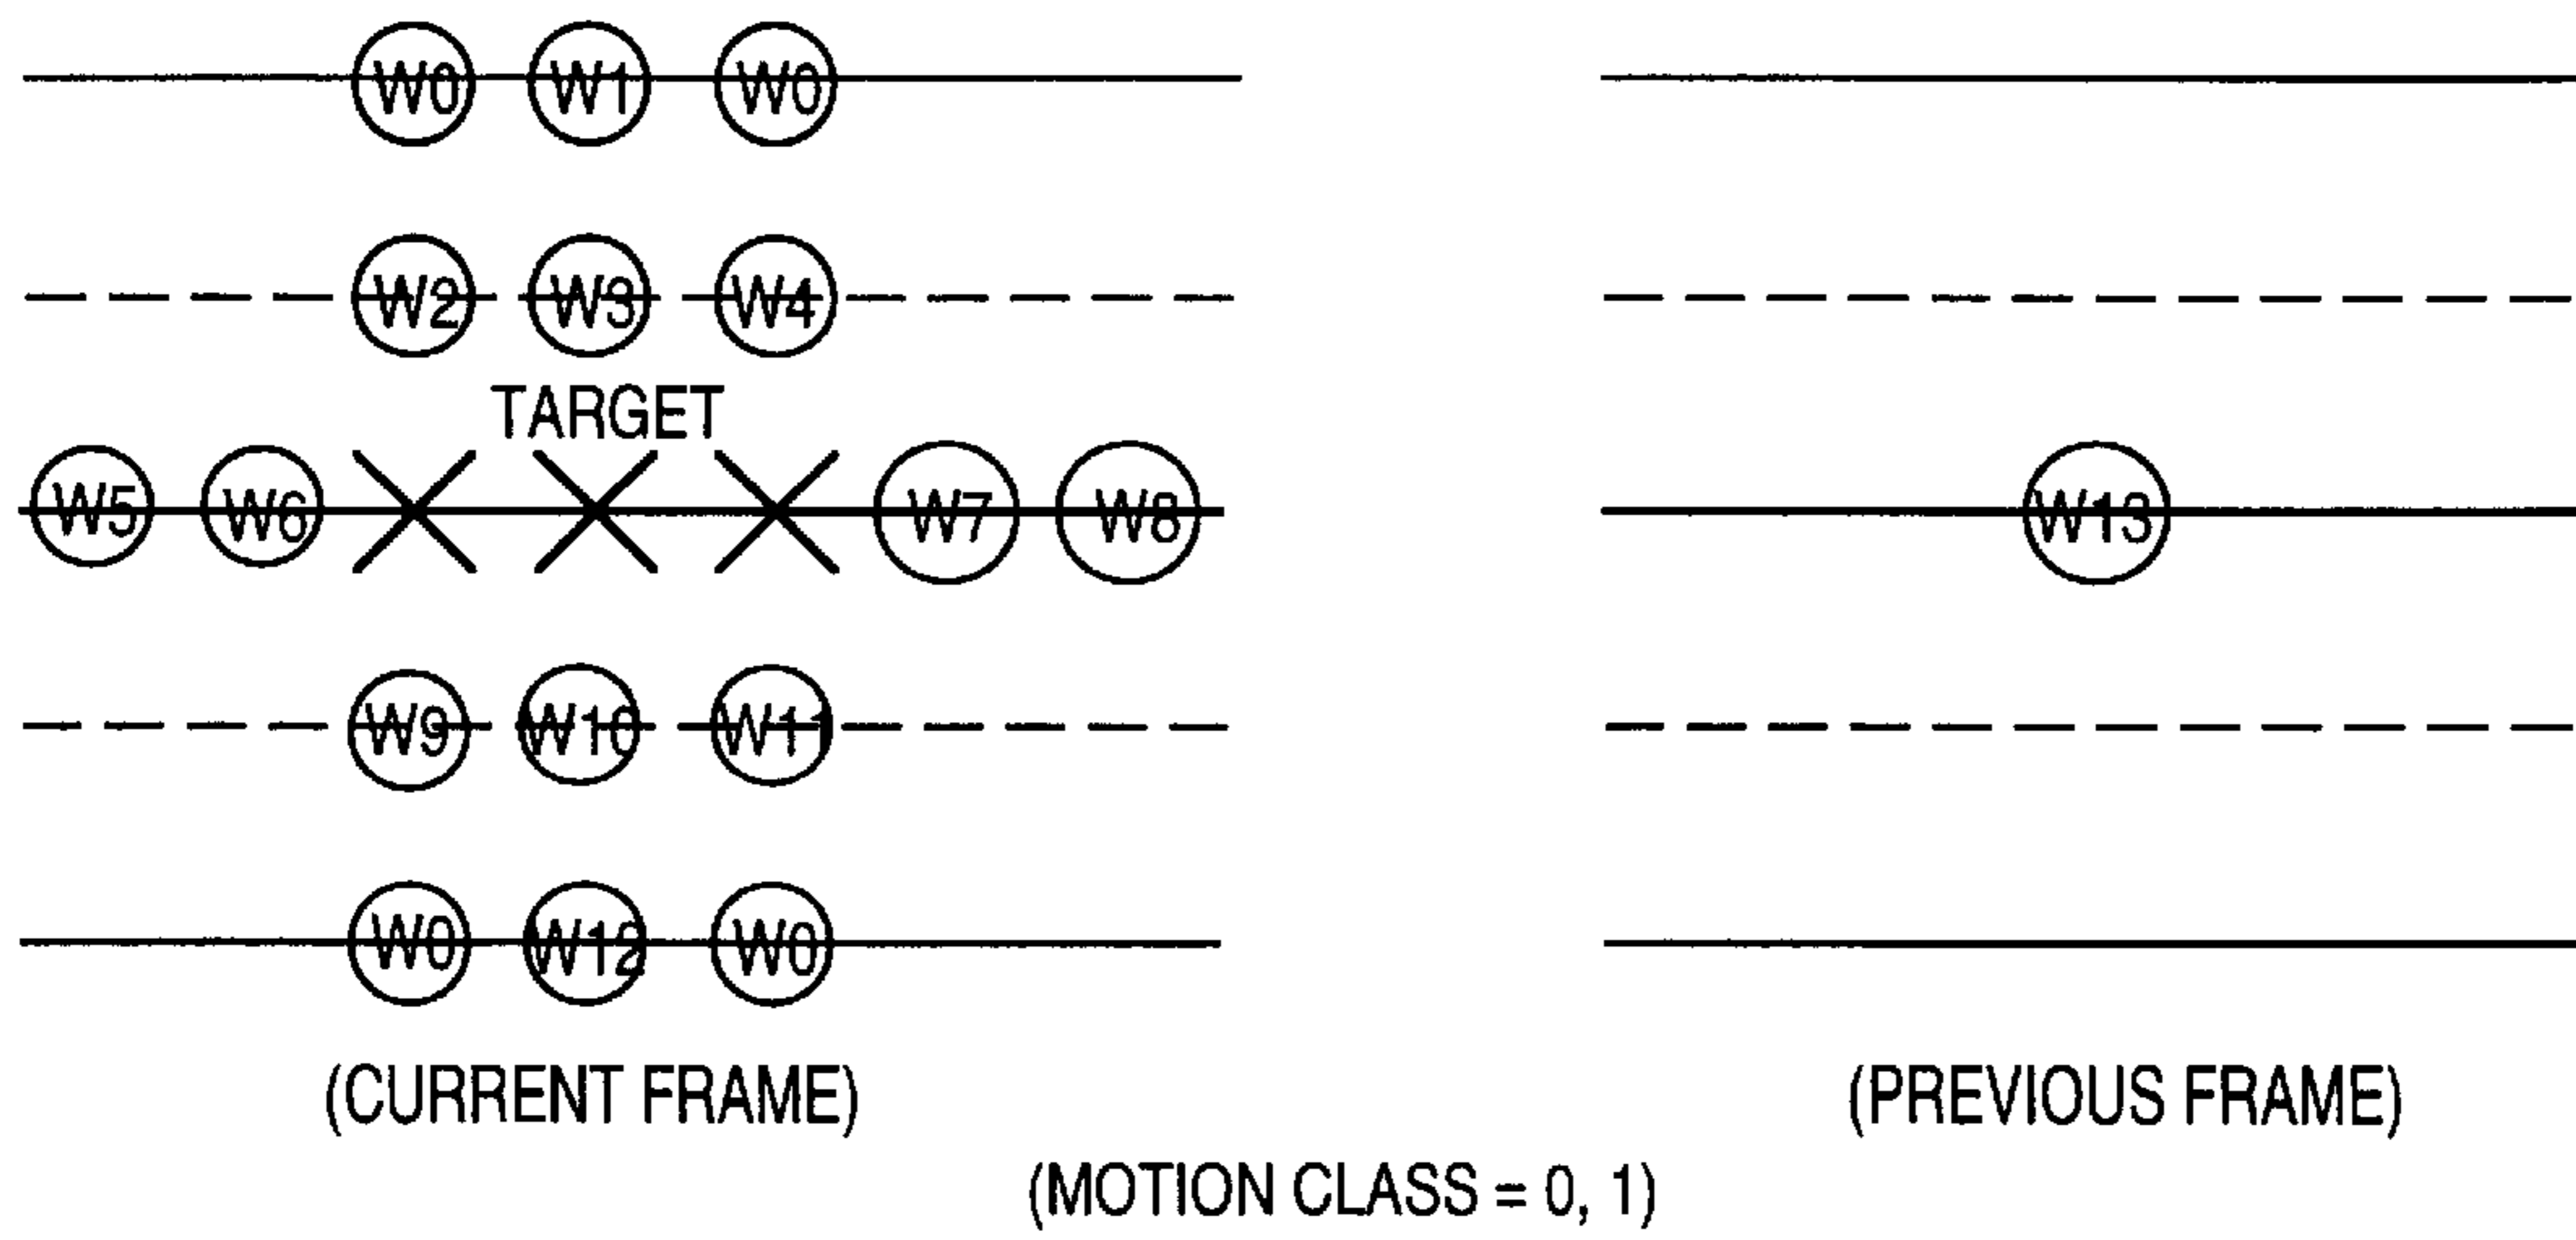 W0 W1 W0
W2 W3 W4
TARGET
W5 W6 W7 W8 W13
W9 W10 W11
W0 W12 W0
(CURRENT FRAME) (PREVIOUS FRAME)
(MOTION CLASS = 0, 1)